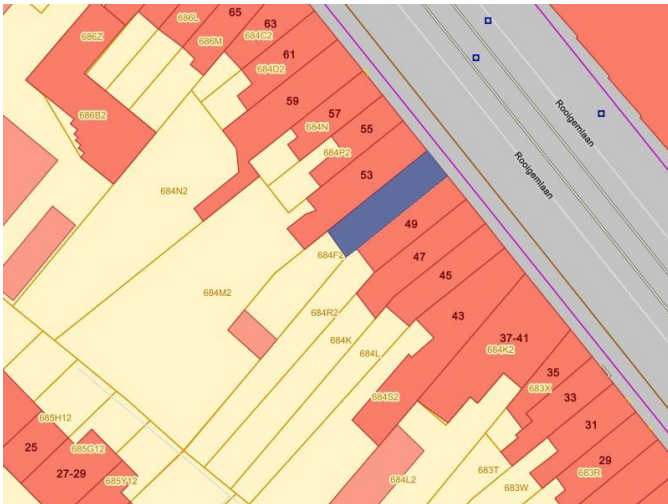 65
63
686L
684C2
686Z
686M
61
684D2
59
57
686B2
684N
55
684P2
53
684N2
49
684F2
47
45
684M2
684R2
43
684K
37-41
684L
684K2
35
683X
684S2
33
685H12
31
25
685G12
29
27-29
683T
683R
685Y12
684L2
683W
Rooigemlaan
Rooigemlaan